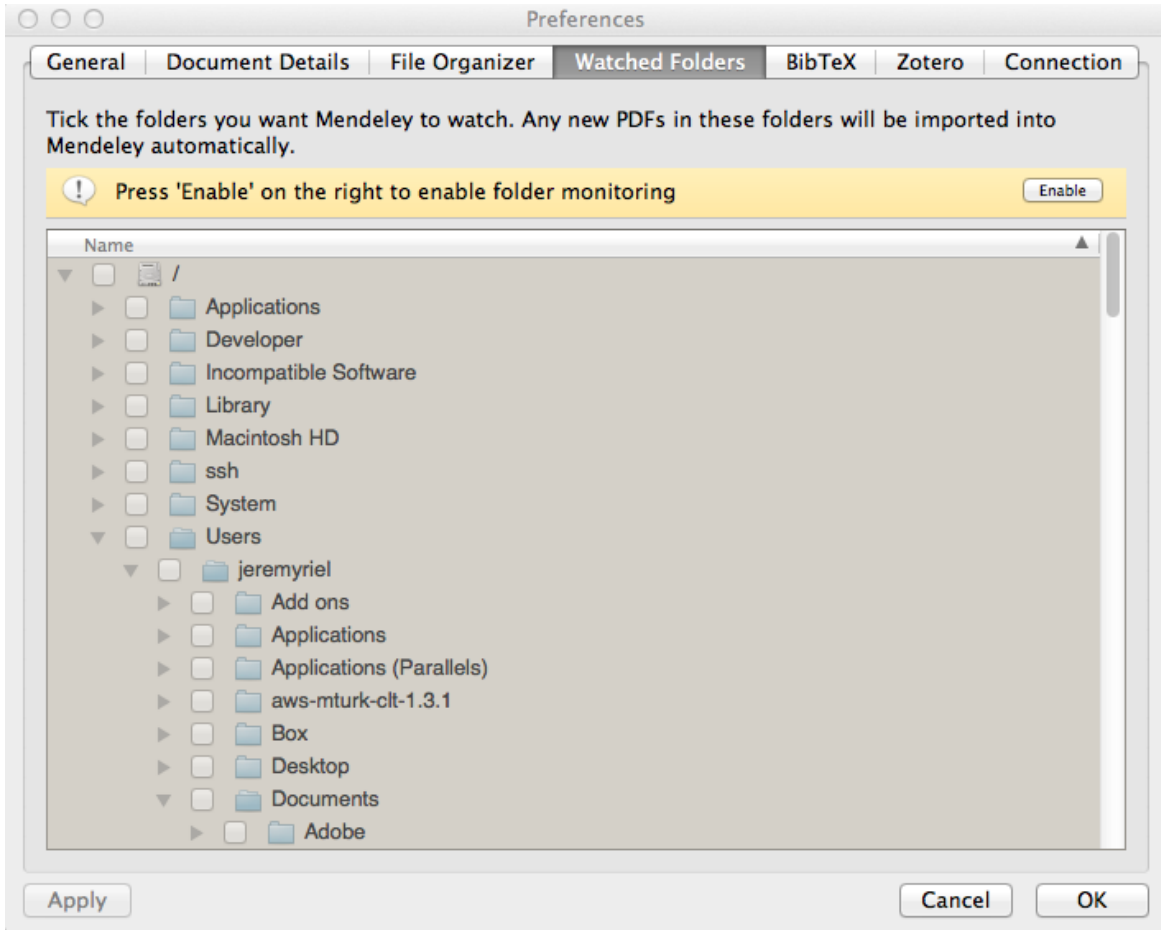 Preferences
General Document Details File Organizer Watched Folders BibTeX Zotero Connection
Tick the folders you want Mendeley to watch. Any new PDFs in these folders will be imported into
Mendeley automatically.
Press 'Enable' on the right to enable folder monitoring Enable
Name
/
Applications
Developer
Incompatible Software
Library
Macintosh HD
ssh
System
Users
jeremyriel
Add ons
Applications
Applications (Parallels)
aws-mturk-clt-1.3.1
Box
Desktop
Documents
Adobe
Apply Cancel OK